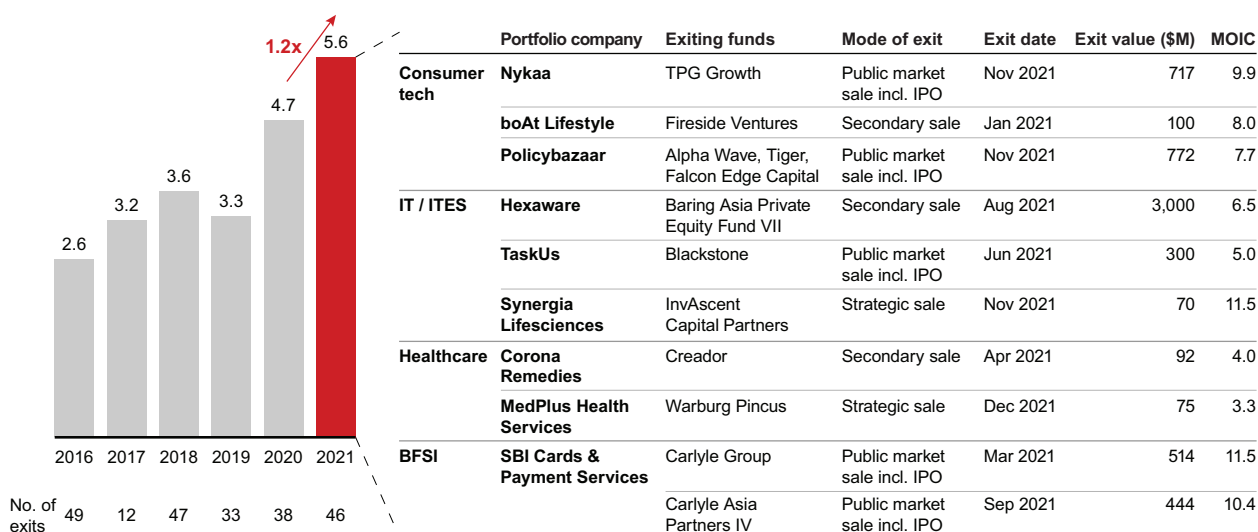 1.2x
5.6
4.7
3.6
3.2
3.3
2.6
2016 2017 2018 2019 2020 2021
No. of
exits
49 12 47 33 38 46
Portfolio company Exiting funds Mode of exit Exit date Exit value ($M) MOIC
Consumer
tech
Nykaa TPG Growth Public market
sale incl. IPO
Nov 2021 717 9.9
boAt Lifestyle Fireside Ventures Secondary sale Jan 2021 100 8.0
Policybazaar Alpha Wave, Tiger,
Falcon Edge Capital
Public market
sale incl. IPO
Nov 2021 772 7.7
IT / ITES Hexaware Baring Asia Private
Equity Fund VII
Secondary sale Aug 2021 3,000 6.5
TaskUs Blackstone Public market
sale incl. IPO
Jun 2021 300 5.0
Synergia
Lifesciences
InvAscent
Capital Partners
Strategic sale Nov 2021 70 11.5
Healthcare Corona
Remedies
Creador Secondary sale Apr 2021 92 4.0
MedPlus Health
Services
Warburg Pincus Strategic sale Dec 2021 75 3.3
BFSI SBI Cards &
Payment Services
Carlyle Group Public market
sale incl. IPO
Mar 2021 514 11.5
Carlyle Asia
Partners IV
Public market
sale incl. IPO
Sep 2021 444 10.4